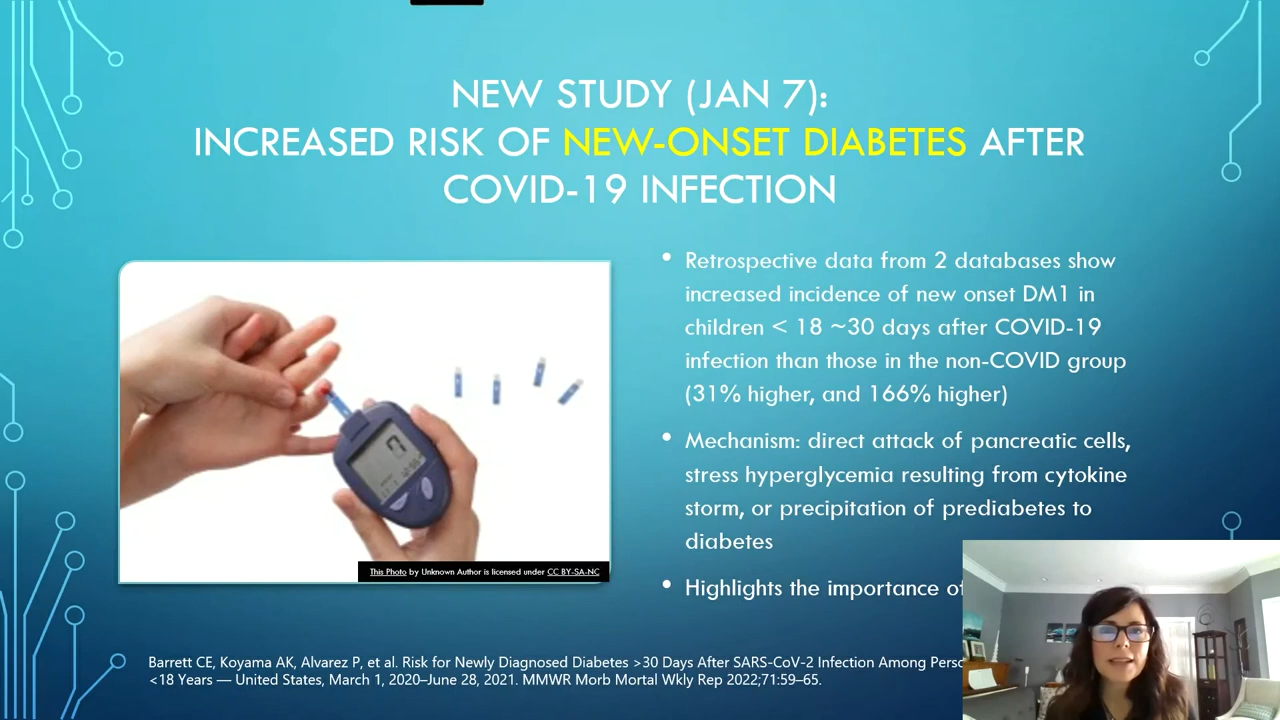 NEW STUDY (JAN 7):
INCREASED RISK OF NEW-ONSET DIABETES AFTER
COVID-19 INFECTION
• Retrospective data from 2 databases show
increased incidence of new onset DM1 in
children < 18 ~30 days after COVID-19
infection than those in the non-COVID group
(31% higher, and 166% higher)
• Mechanism: direct attack of pancreatic cells,
stress hyperglycemia resulting from cytokine
storm, or precipitation of prediabetes to
diabetes
• Highlights the importance of
This Photo by Unknown Author is licensed under CC BY-SA-NC
Barrett CE, Koyama AK, Alvarez P, et al. Risk for Newly Diagnosed Diabetes >30 Days After SARS-CoV-2 Infection Among
<18 Years — United States, March 1, 2020–June 28, 2021. MMWR Morb Mortal Wkly Rep 2022;71:59–65.